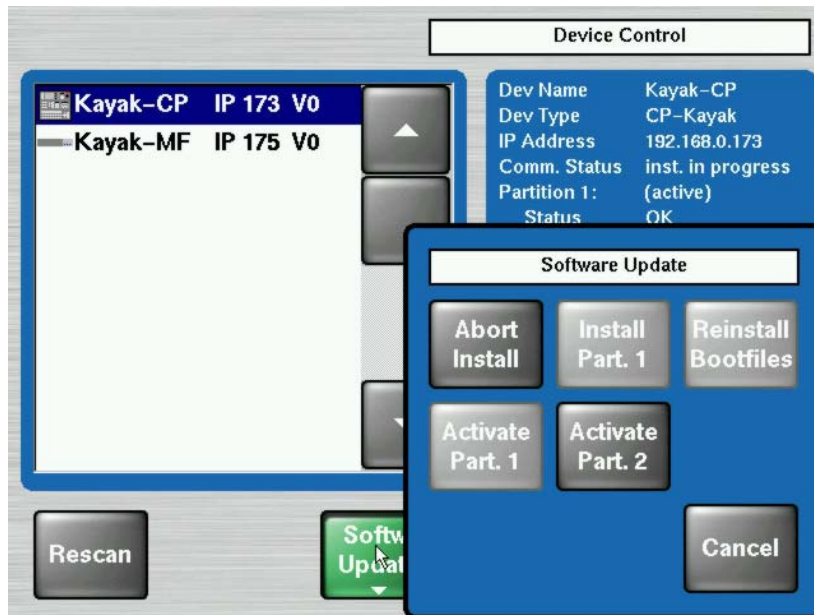 Device Control
Kayak-CP IP 173 V0
Kayak-MF IP 175 V0
Dev Name Kayak-CP
Dev Type CP-Kayak
IP Address 192.168.0.173
Comm. Status inst. in progress
Partition 1: (active)
Status OK
Software Update
Abort
Install
Install
Part. 1
Reinstall
Bootfiles
Activate
Part. 1
Activate
Part. 2
Rescan
Cancel